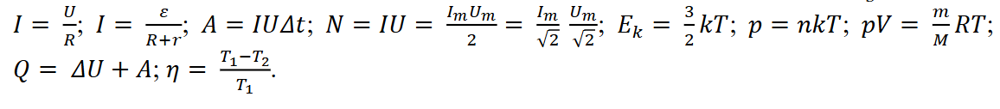 I = U/R; I = ε/(R+r); A = IUΔt; N = IU = I_mU_m/2 = I_m/√2 U_m/√2; E_k = 3/2 kT; p = nkT; pV = m/M RT;
Q = ΔU + A; η = (T_1−T_2)/T_1.